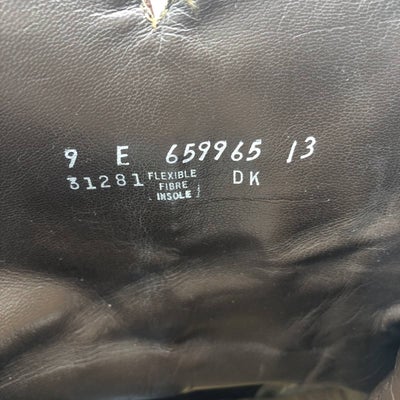 9 E 659965 13
31281 FLEXIBLE FIBRE INSOLE DK